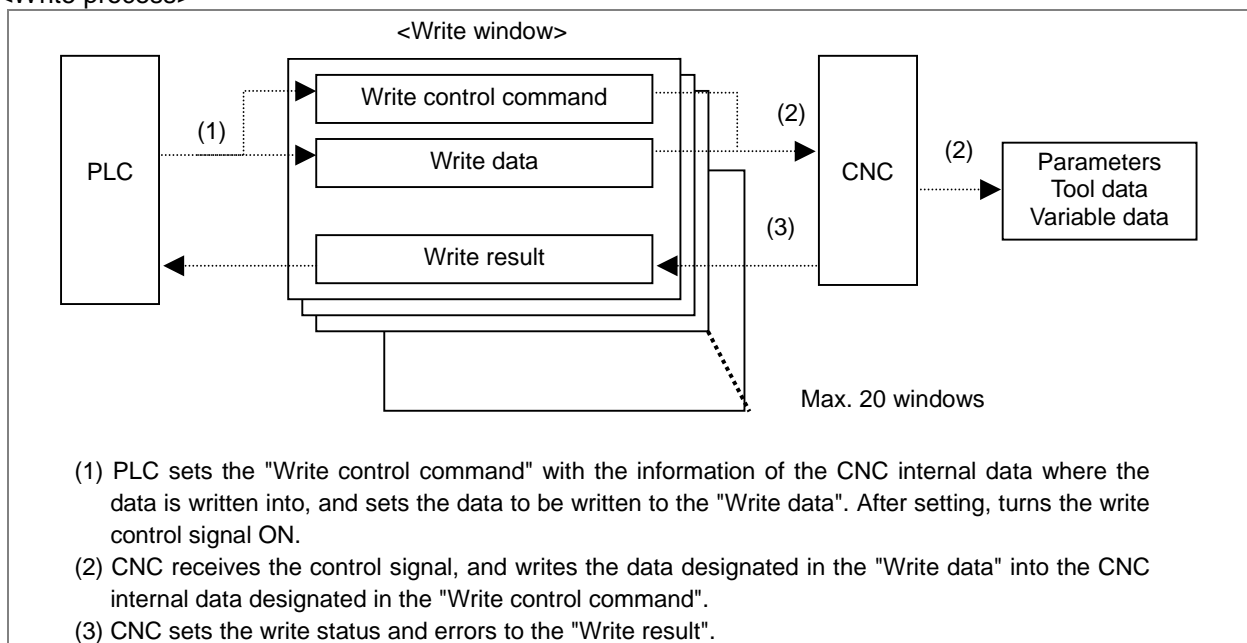 <Write process>
<Write window>
Write control command
(1)
(2)
Write data
(2)
PLC
CNC
Parameters
Tool data
Variable data
(3)
Write result
Max. 20 windows
(1) PLC sets the "Write control command" with the information of the CNC internal data where the
data is written into, and sets the data to be written to the "Write data". After setting, turns the write
control signal ON.
(2) CNC receives the control signal, and writes the data designated in the "Write data" into the CNC
internal data designated in the "Write control command".
(3) CNC sets the write status and errors to the "Write result".